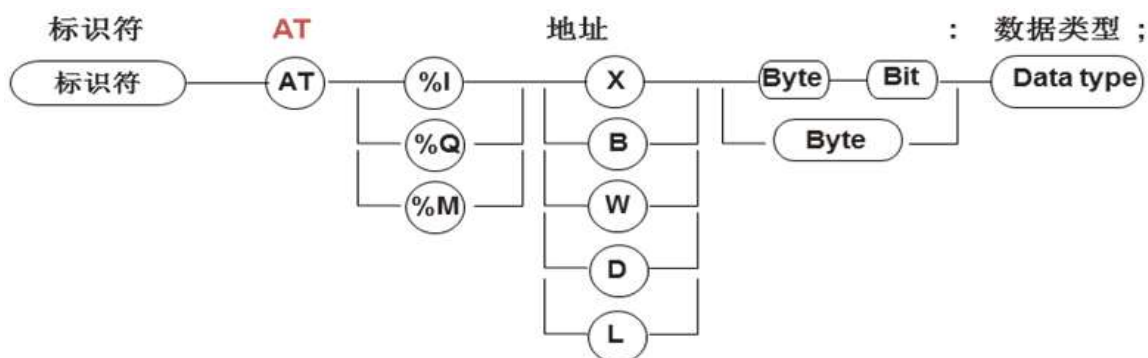 标识符 AT 地址 : 数据类型 ;
标识符 AT %I X Byte Bit Data type
%Q B Byte
%M W
D
L